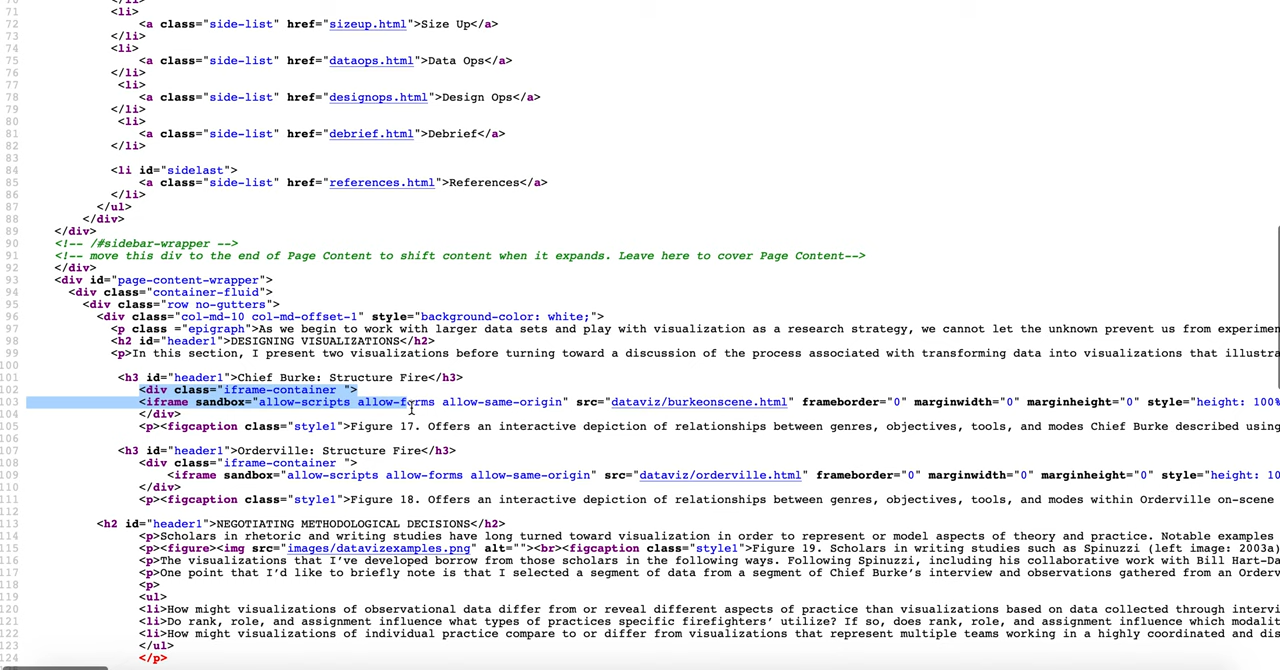 71 <li>
72 <a class="side-list" href="sizeup.html">Size Up</a>
73 </li>
74 <li>
75 <a class="side-list" href="dataops.html">Data Ops</a>
76 </li>
77 <li>
78 <a class="side-list" href="designops.html">Design Ops</a>
79 </li>
80 <li>
81 <a class="side-list" href="debrief.html">Debrief</a>
82 </li>
83
84 <li id="sidelast">
85 <a class="side-list" href="references.html">References</a>
86 </li>
87 </ul>
88 </div>
89 </div>
90 <!-- /#sidebar-wrapper -->
91 <!-- move this div to the end of Page Content to shift content when it expands. Leave here to cover Page Content-->
92 </div>
93 <div id="page-content-wrapper">
94 <div class="container-fluid">
95 <div class="row no-gutters">
96 <div class="col-md-10 col-md-offset-1" style="background-color: white;">
97 <p class ="epigraph">As we begin to work with larger data sets and play with visualization as a research strategy, we cannot let the unknown prevent us from experimen
98 <h2 id="header1">DESIGNING VISUALIZATIONS</h2>
99 <p>In this section, I present two visualizations before turning toward a discussion of the process associated with transforming data into visualizations that illustra
100
101 <h3 id="header1">Chief Burke: Structure Fire</h3>
102 <div class="iframe-container ">
103 <iframe sandbox="allow-scripts allow-forms allow-same-origin" src="dataviz/burkeonscene.html" frameborder="0" marginwidth="0" marginheight="0" style="height: 100%
104 </div>
105 <p><figcaption class="style1">Figure 17. Offers an interactive depiction of relationships between genres, objectives, tools, and modes Chief Burke described using
106
107 <h3 id="header1">Orderville: Structure Fire</h3>
108 <div class="iframe-container ">
109 <iframe sandbox="allow-scripts allow-forms allow-same-origin" src="dataviz/orderville.html" frameborder="0" marginwidth="0" marginheight="0" style="height: 10
110 </div>
111 <p><figcaption class="style1">Figure 18. Offers an interactive depiction of relationships between genres, objectives, tools, and modes within Orderville on-scene
112
113 <h2 id="header1">NEGOTIATING METHODOLOGICAL DECISIONS</h2>
114 <p>Scholars in rhetoric and writing studies have long turned toward visualization in order to represent or model aspects of theory and practice. Notable examples
115 <p><figure><img src="images/datavizexamples.png" alt=""><br><figcaption class="style1">Figure 19. Scholars in writing studies such as Spinuzzi (left image: 2003a)
116 <p>The visualizations that I've developed borrow from those scholars in the following ways. Following Spinuzzi, including his collaborative work with Bill Hart-Da
117 <p>One point that I'd like to briefly note is that I selected a segment of data from a segment of Chief Burke's interview and observations gathered from an Orderv
118 <p>
119 <ul>
120 <li>How might visualizations of observational data differ from or reveal different aspects of practice than visualizations based on data collected through intervi
121 <li>Do rank, role, and assignment influence what types of practices specific firefighters' utilize? If so, does rank, role, and assignment influence which modalit
122 <li>How might visualizations of individual practice compare to or differ from visualizations that represent multiple teams working in a highly coordinated and dis
123 </ul>
124 </p>